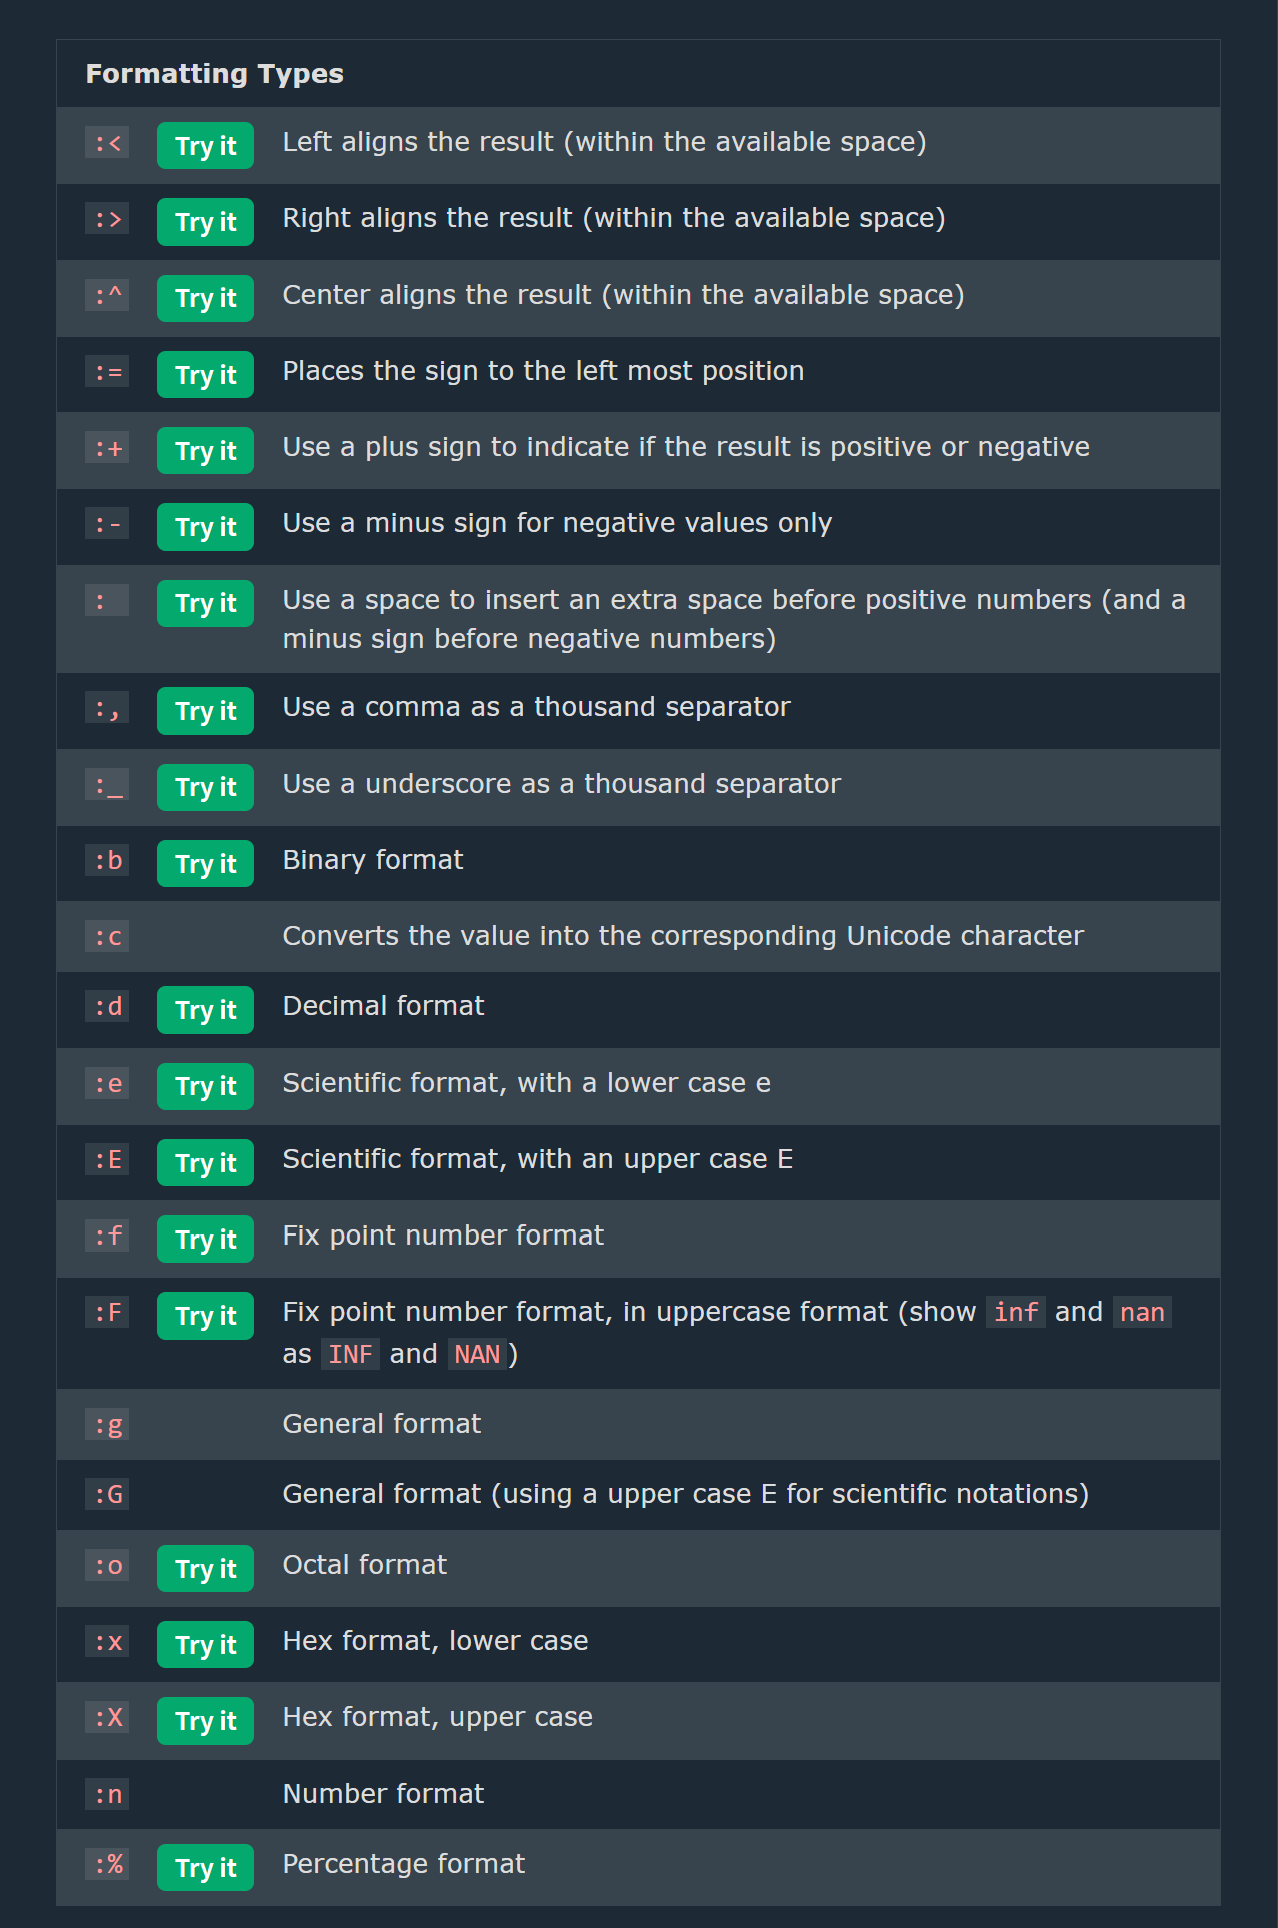 Formatting Types
:< Try it Left aligns the result (within the available space)
:> Try it Right aligns the result (within the available space)
:^ Try it Center aligns the result (within the available space)
:= Try it Places the sign to the left most position
:+ Try it Use a plus sign to indicate if the result is positive or negative
:- Try it Use a minus sign for negative values only
: Try it Use a space to insert an extra space before positive numbers (and a
minus sign before negative numbers)
:, Try it Use a comma as a thousand separator
:_ Try it Use a underscore as a thousand separator
:b Try it Binary format
:c Converts the value into the corresponding Unicode character
:d Try it Decimal format
:e Try it Scientific format, with a lower case e
:E Try it Scientific format, with an upper case E
:f Try it Fix point number format
:F Try it Fix point number format, in uppercase format (show inf and nan
as INF and NAN)
:g General format
:G General format (using a upper case E for scientific notations)
:o Try it Octal format
:x Try it Hex format, lower case
:X Try it Hex format, upper case
:n Number format
:% Try it Percentage format